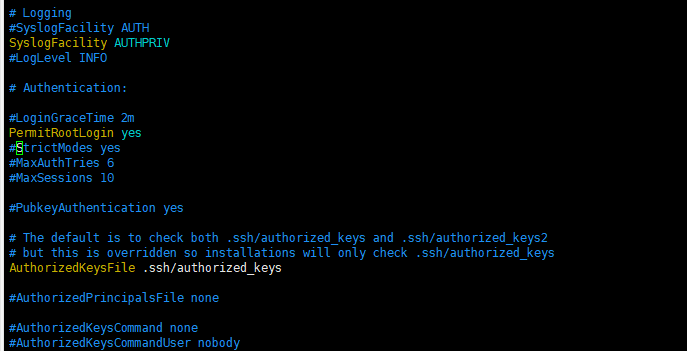 # Logging
#SyslogFacility AUTH
SyslogFacility AUTHPRIV
#LogLevel INFO
# Authentication:
#LoginGraceTime 2m
PermitRootLogin yes
#StrictModes yes
#MaxAuthTries 6
#MaxSessions 10
#PubkeyAuthentication yes
# The default is to check both .ssh/authorized_keys and .ssh/authorized_keys2
# but this is overridden so installations will only check .ssh/authorized_keys
AuthorizedKeysFile .ssh/authorized_keys
#AuthorizedPrincipalsFile none
#AuthorizedKeysCommand none
#AuthorizedKeysCommandUser nobody